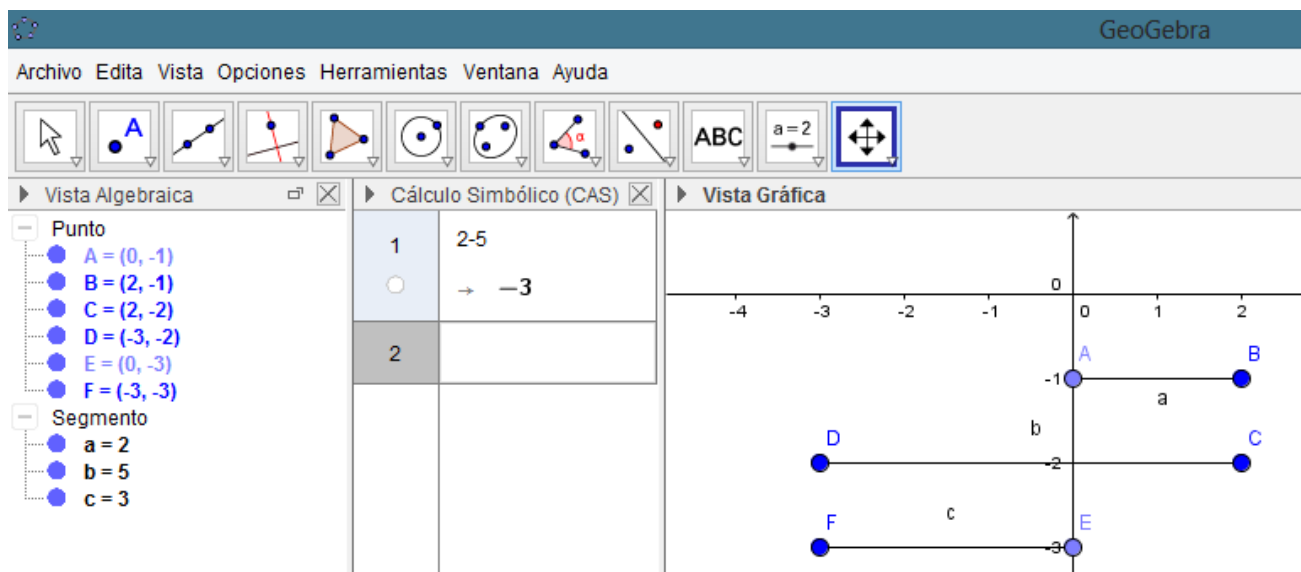 GeoGebra
Archivo Edita Vista Opciones Herramientas Ventana Ayuda
A
α
ABC
a=2
Vista Algebraica
Punto
A = (0, -1)
B = (2, -1)
C = (2, -2)
D = (-3, -2)
E = (0, -3)
F = (-3, -3)
Segmento
a = 2
b = 5
c = 3
Cálculo Simbólico (CAS)
1
2-5
→ -3
2
Vista Gráfica
0
-4 -3 -2 -1 0 1 2
A B
-1
a
b
D C
-2
c
F E
-3